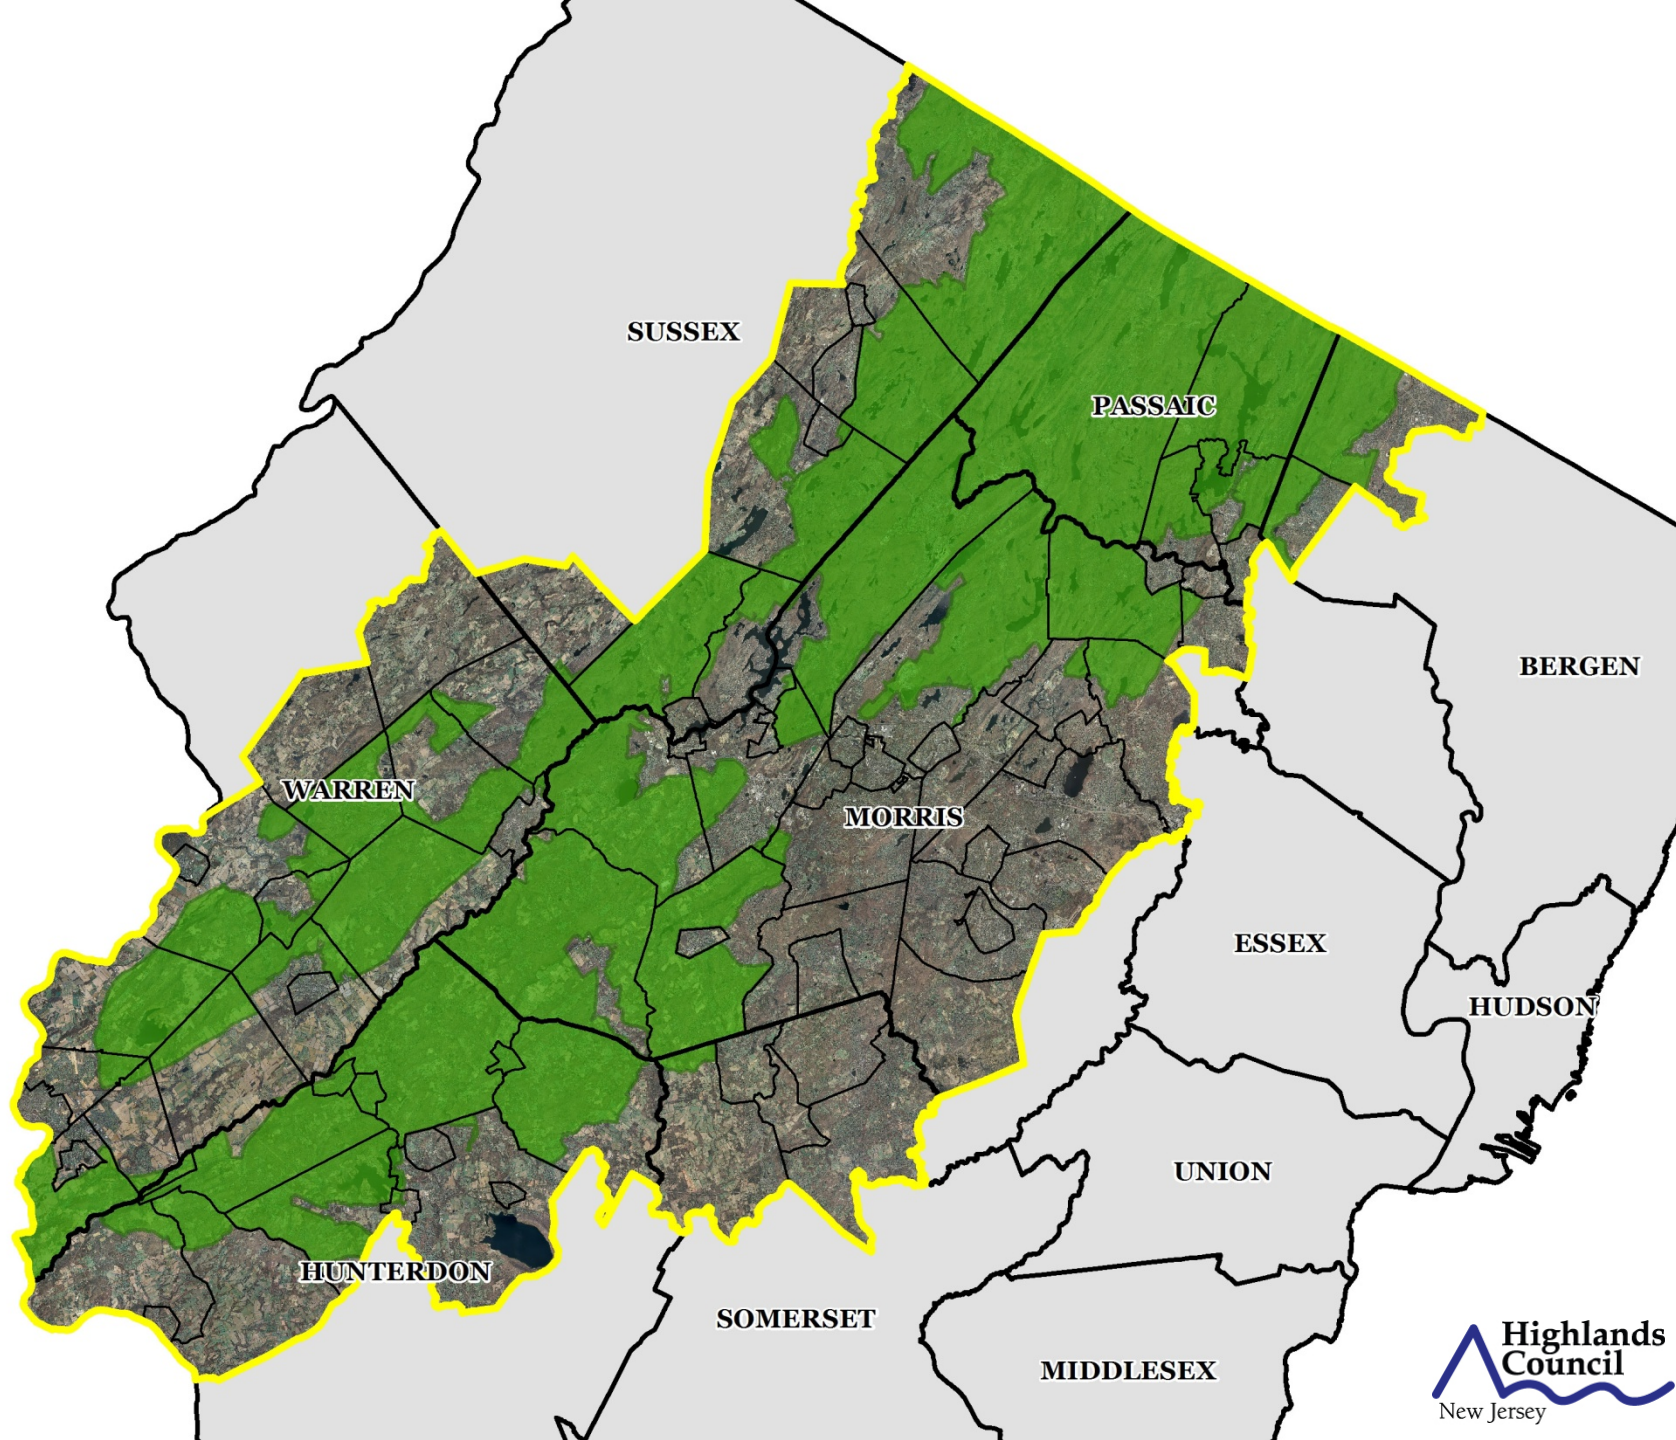 SUSSEX
PASSAIC
BERGEN
WARREN
MORRIS
ESSEX
HUDSON
UNION
HUNTERDON
SOMERSET
MIDDLESEX
Highlands
Council
New Jersey